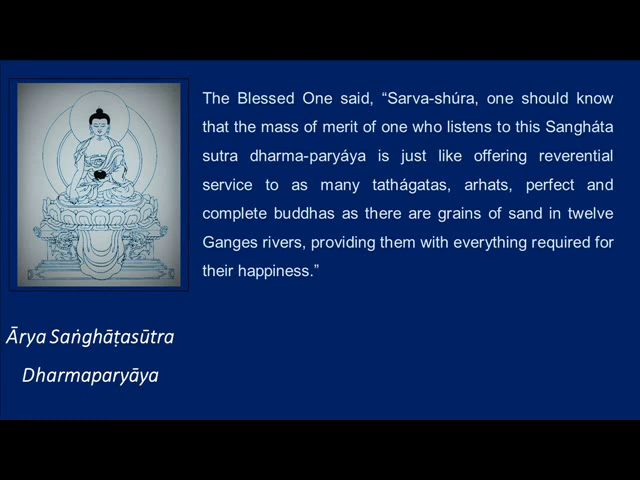 The Blessed One said, “Sarva-shúra, one should know
that the mass of merit of one who listens to this Sangháta
sutra dharma-paryáya is just like offering reverential
service to as many tathágatas, arhats, perfect and
complete buddhas as there are grains of sand in twelve
Ganges rivers, providing them with everything required for
their happiness.”
Ārya Saṅghāṭasūtra
Dharmaparyāya